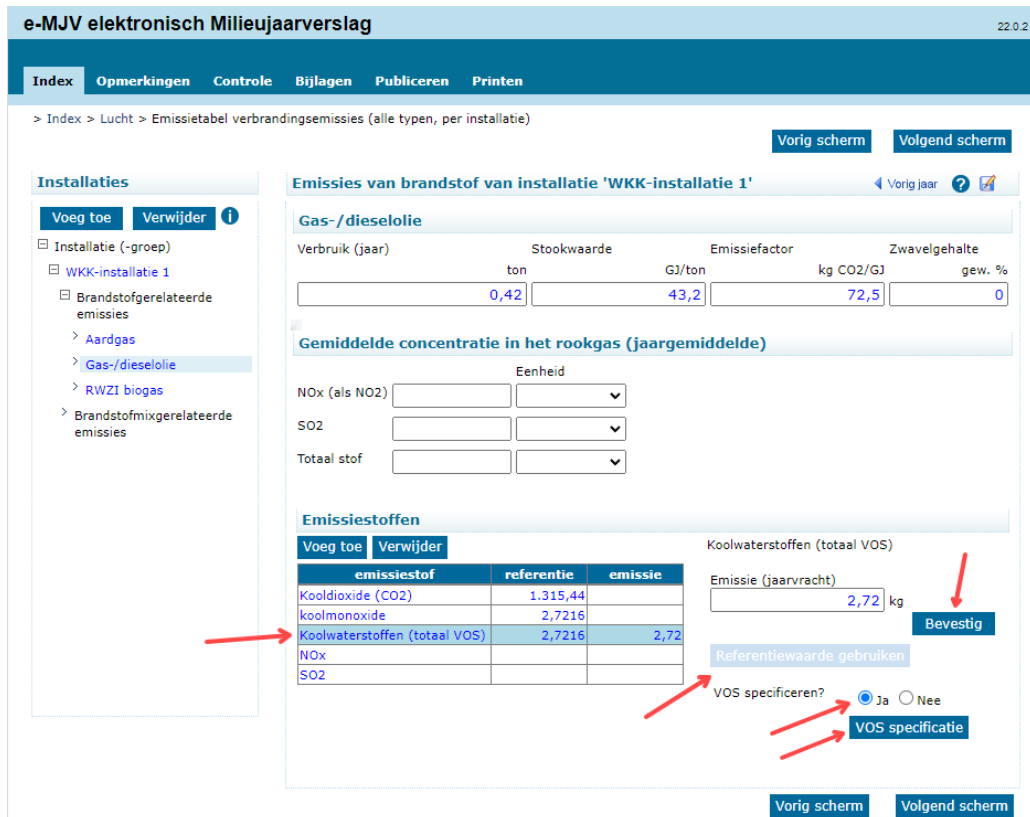 e-MJV elektronisch Milieujaarverslag
22.0.2
Index Opmerkingen Controle Bijlagen Publiceren Printen
> Index > Lucht > Emissietabel verbrandingsemissies (alle typen, per installatie)
Vorig scherm Volgend scherm
Installaties
Voeg toe Verwijder i
Installatie (-groep)
WKK-installatie 1
Brandstofgerelateerde
emissies
Aardgas
Gas-/dieselolie
RWZI biogas
Brandstofmixgerelateerde
emissies
Emissies van brandstof van installatie 'WKK-installatie 1'
Vorig jaar ?
Gas-/dieselolie
Verbruik (jaar) Stookwaarde Emissiefactor Zwavelgehalte
ton GJ/ton kg CO2/GJ gew. %
0,42 43,2 72,5 0
Gemiddelde concentratie in het rookgas (jaargemiddelde)
Eenheid
NOx (als NO2)
SO2
Totaal stof
Emissiestoffen
Voeg toe Verwijder
emissiestof referentie emissie
Kooldioxide (CO2) 1.315,44
koolmonoxide 2,7216
Koolwaterstoffen (totaal VOS) 2,7216 2,72
NOx
SO2
Koolwaterstoffen (totaal VOS)
Emissie (jaarvracht)
2,72 kg
Bevestig
Referentiewaarde gebruiken
VOS specificeren? Ja Nee
VOS specificatie
Vorig scherm Volgend scherm